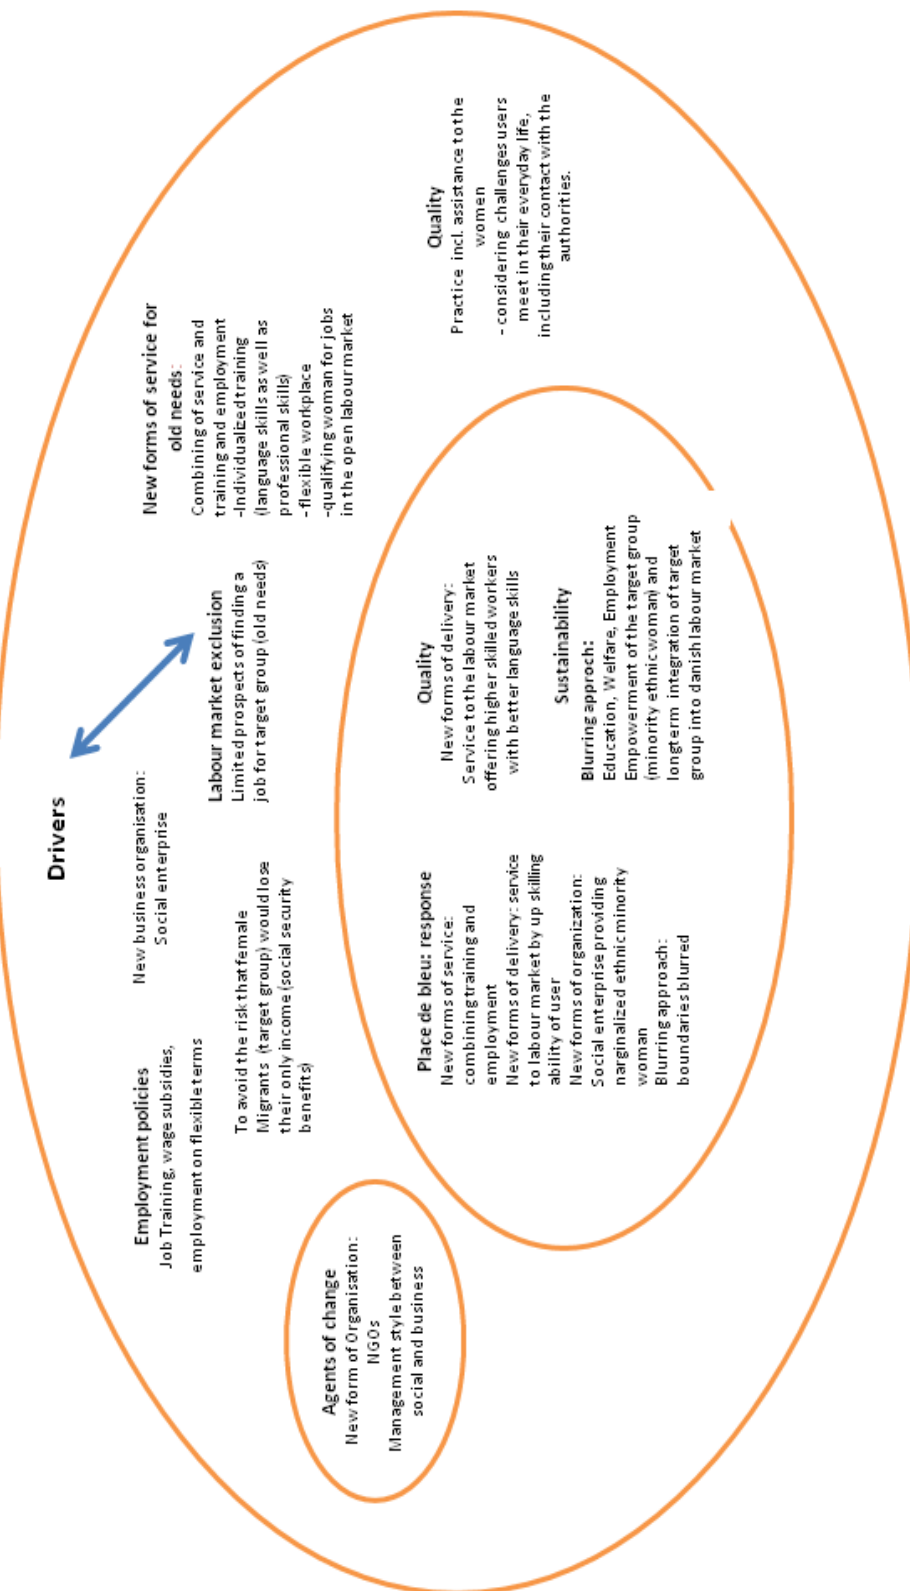 Drivers
Employment policies
Job Training, wage subsidies,
employment on flexible terms
New business organisation:
Social enterprise
To avoid the risk that female
Migrants (target group) would lose
their only income (social security
benefits)
Labour market exclusion
Limited prospects of finding a
job for target group (old needs)
New forms of service for
old needs:
Combining of service and
training and employment
-Individualized training
(language skills as well as
professional skills)
- flexible workplace
-qualifying woman for jobs
in the open labour market
Agents of change
New form of Organisation:
NGOs
Management style between
social and business
Place de bleu: response
New forms of service:
combining training and
employment
New forms of delivery: service
to labour market by up skilling
ability of user
New forms of organization:
Social enterprise providing
narginalized ethnic minority
woman
Blurring approach:
boundaries blurred
Quality
New forms of delivery:
Service to the labour market
offering higher skilled workers
with better language skills
Sustainability
Blurring approch:
Education, Welfare, Employment
Empowerment of the target group
(minority ethnic woman) and
longterm integration of target
group into danish labour market
Quality
Practice incl. assistance to the
women
- considering challenges users
meet in their everyday life,
including their contact with the
authorities.